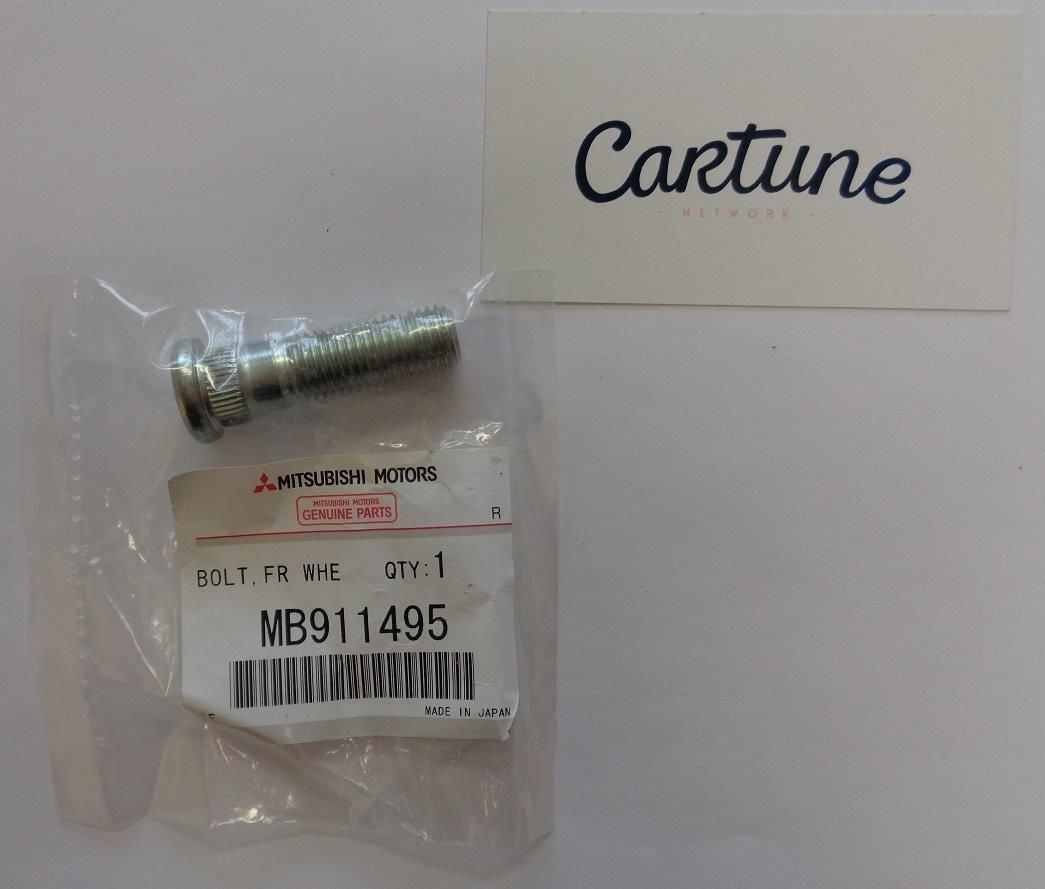 Cartune
- NETWORK -
MITSUBISHI MOTORS
MITSUBISHI MOTORS
GENUINE PARTS
R
BOLT, FR WHE QTY:1
MB911495
MADE IN JAPAN